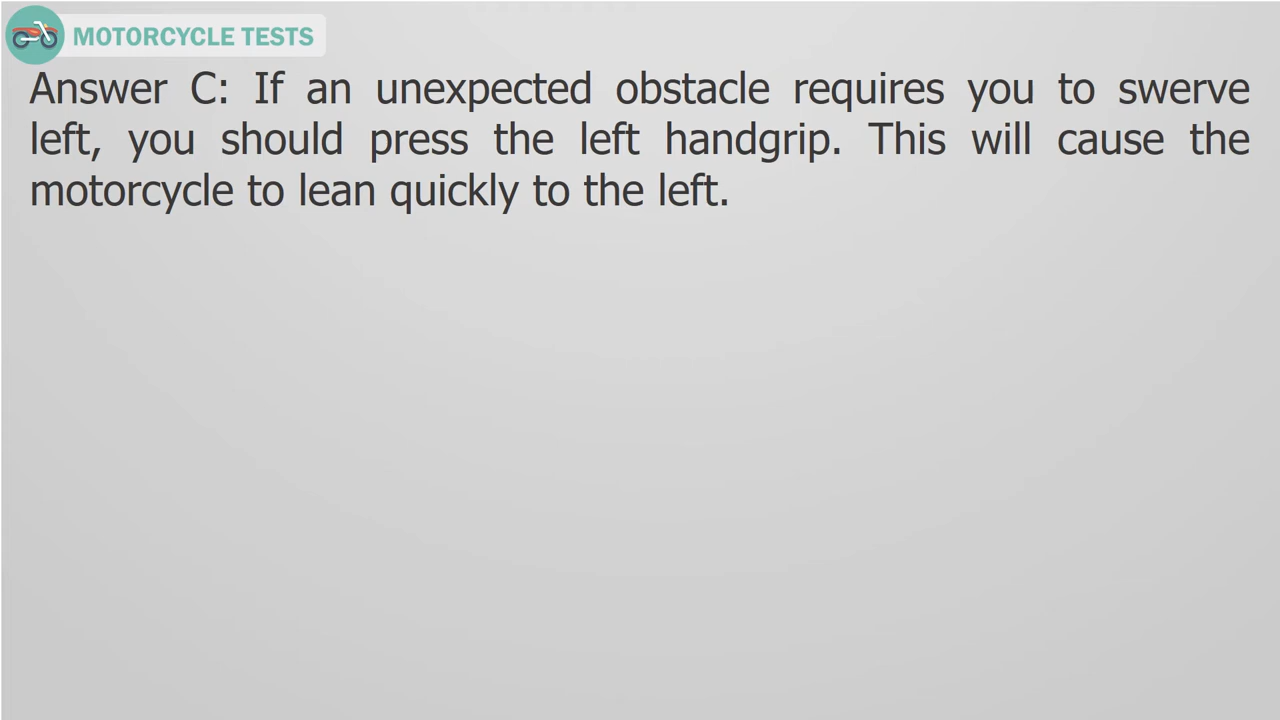 MOTORCYCLE TESTS
Answer C: If an unexpected obstacle requires you to swerve
left, you should press the left handgrip. This will cause the
motorcycle to lean quickly to the left.